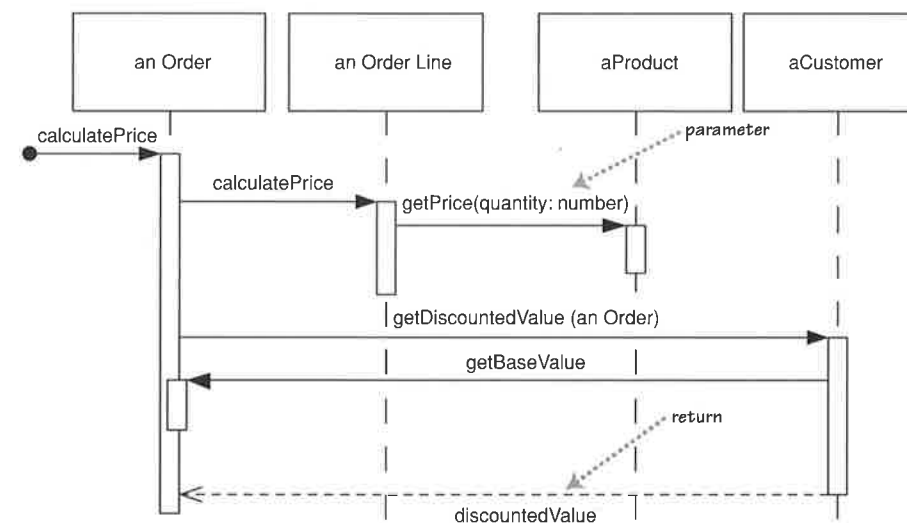 an Order
an Order Line
aProduct
aCustomer
calculatePrice
parameter
calculatePrice
getPrice(quantity: number)
getDiscountedValue (an Order)
getBaseValue
return
discountedValue